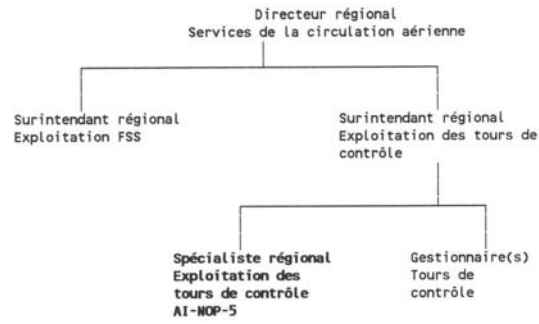 Directeur régional
Services de la circulation aérienne
Surintendant régional
Exploitation FSS
Surintendant régional
Exploitation des tours de
contrôle
Spécialiste régional
Exploitation des
tours de contrôle
AI-NOP-5
Gestionnaire(s)
Tours de
contrôle